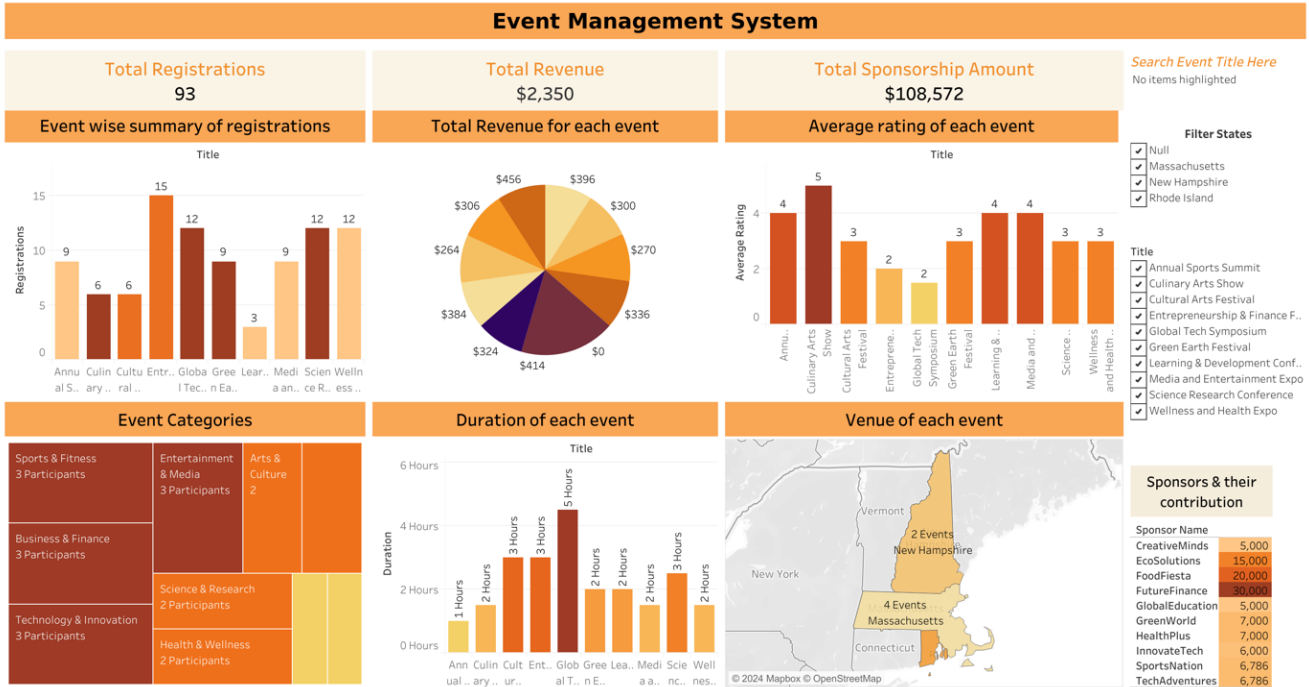 Event Management System
Total Registrations
93
Total Revenue
$2,350
Total Sponsorship Amount
$108,572
Search Event Title Here
No items highlighted
Event wise summary of registrations
Title
Registrations
15
10
5
0
9
6
6
15
12
9
3
9
12
12
Annu
al S..
Culin
ary ..
Cultu
ral ..
Entr..
Globa
l Tec..
Gree
n Ea..
Lear..
Medi
a an..
Scien
ce R..
Welln
ess ..
Total Revenue for each event
$456
$396
$306
$300
$264
$270
$384
$336
$324
$0
$414
Average rating of each event
Title
Average Rating
4
2
0
4
5
3
2
2
3
4
4
3
3
Annu..
Culinary Arts
Show
Cultural Arts
Festival
Entreprene..
Global Tech
Symposium
Green Earth
Festival
Learning & ..
Media and ..
Science ..
Wellness
and Health ..
Filter States
Null
Massachusetts
New Hampshire
Rhode Island
Title
Annual Sports Summit
Culinary Arts Show
Cultural Arts Festival
Entrepreneurship & Finance F..
Global Tech Symposium
Green Earth Festival
Learning & Development Conf..
Media and Entertainment Expo
Science Research Conference
Wellness and Health Expo
Event Categories
Sports & Fitness
3 Participants
Business & Finance
3 Participants
Technology & Innovation
3 Participants
Entertainment
& Media
3 Participants
Arts &
Culture
2
Science & Research
2 Participants
Health & Wellness
2 Participants
Duration of each event
Title
Duration
6 Hours
4 Hours
2 Hours
0 Hours
1 Hours
2 Hours
3 Hours
3 Hours
5 Hours
2 Hours
2 Hours
2 Hours
3 Hours
2 Hours
Ann
ual ..
Culin
ary ..
Cult
ur..
Ent..
Glob
al T..
Gree
n E..
Lea..
Medi
a a..
Scie
nc..
Well
nes..
Venue of each event
Vermont
2 Events
New Hampshire
New York
4 Events
Massachusetts
Connecticut
© 2024 Mapbox © OpenStreetMap
Sponsors & their
contribution
Sponsor Name
CreativeMinds 5,000
EcoSolutions 15,000
FoodFiesta 20,000
FutureFinance 30,000
GlobalEducation 5,000
GreenWorld 7,000
HealthPlus 7,000
InnovateTech 6,000
SportsNation 6,786
TechAdventures 6,786